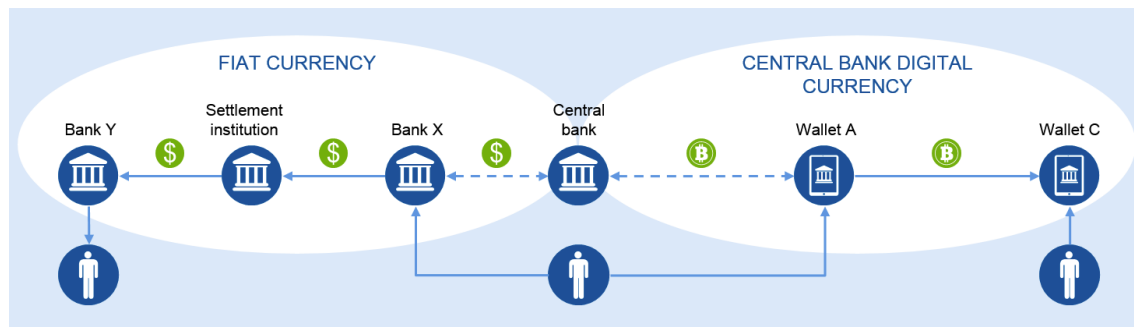 FIAT CURRENCY
CENTRAL BANK DIGITAL
CURRENCY
Bank Y
Settlement
institution
Bank X
Central
bank
Wallet A
Wallet C
$
$
$
₿
₿